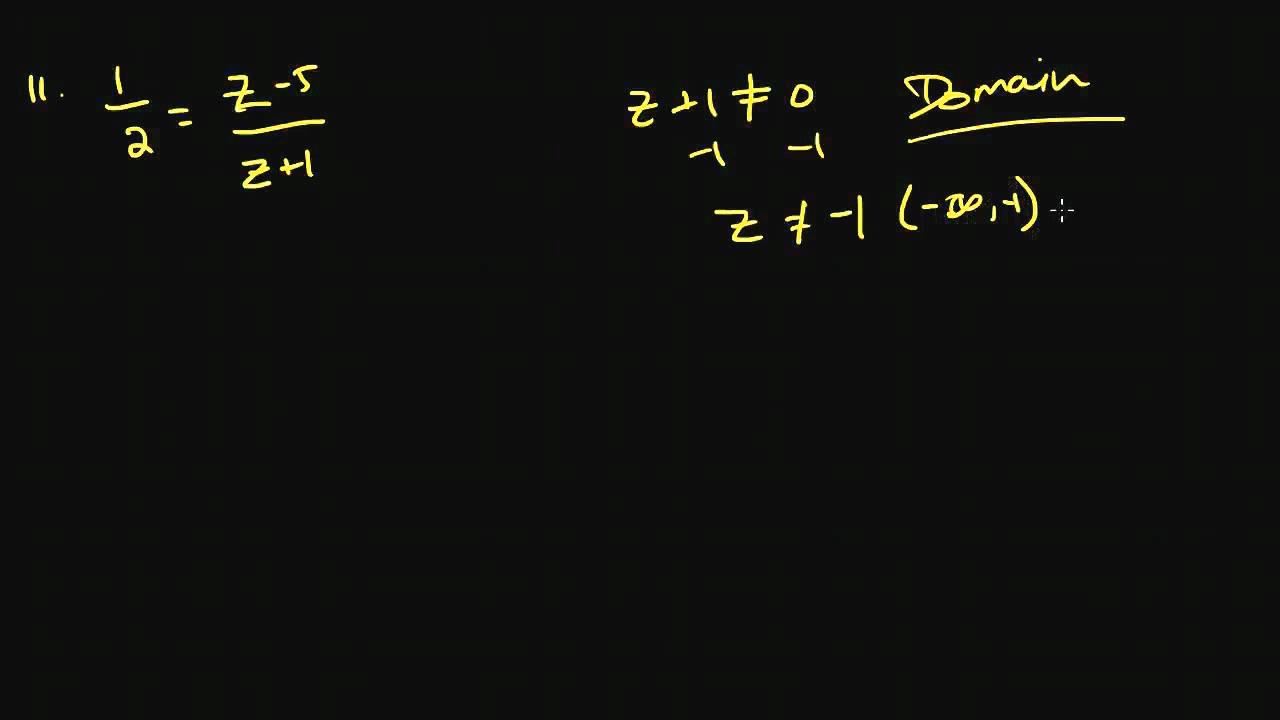 11. 1/2 = z-5/z+1
z+1 ≠ 0 Domain
-1 -1
z ≠ -1 (-∞,-1)